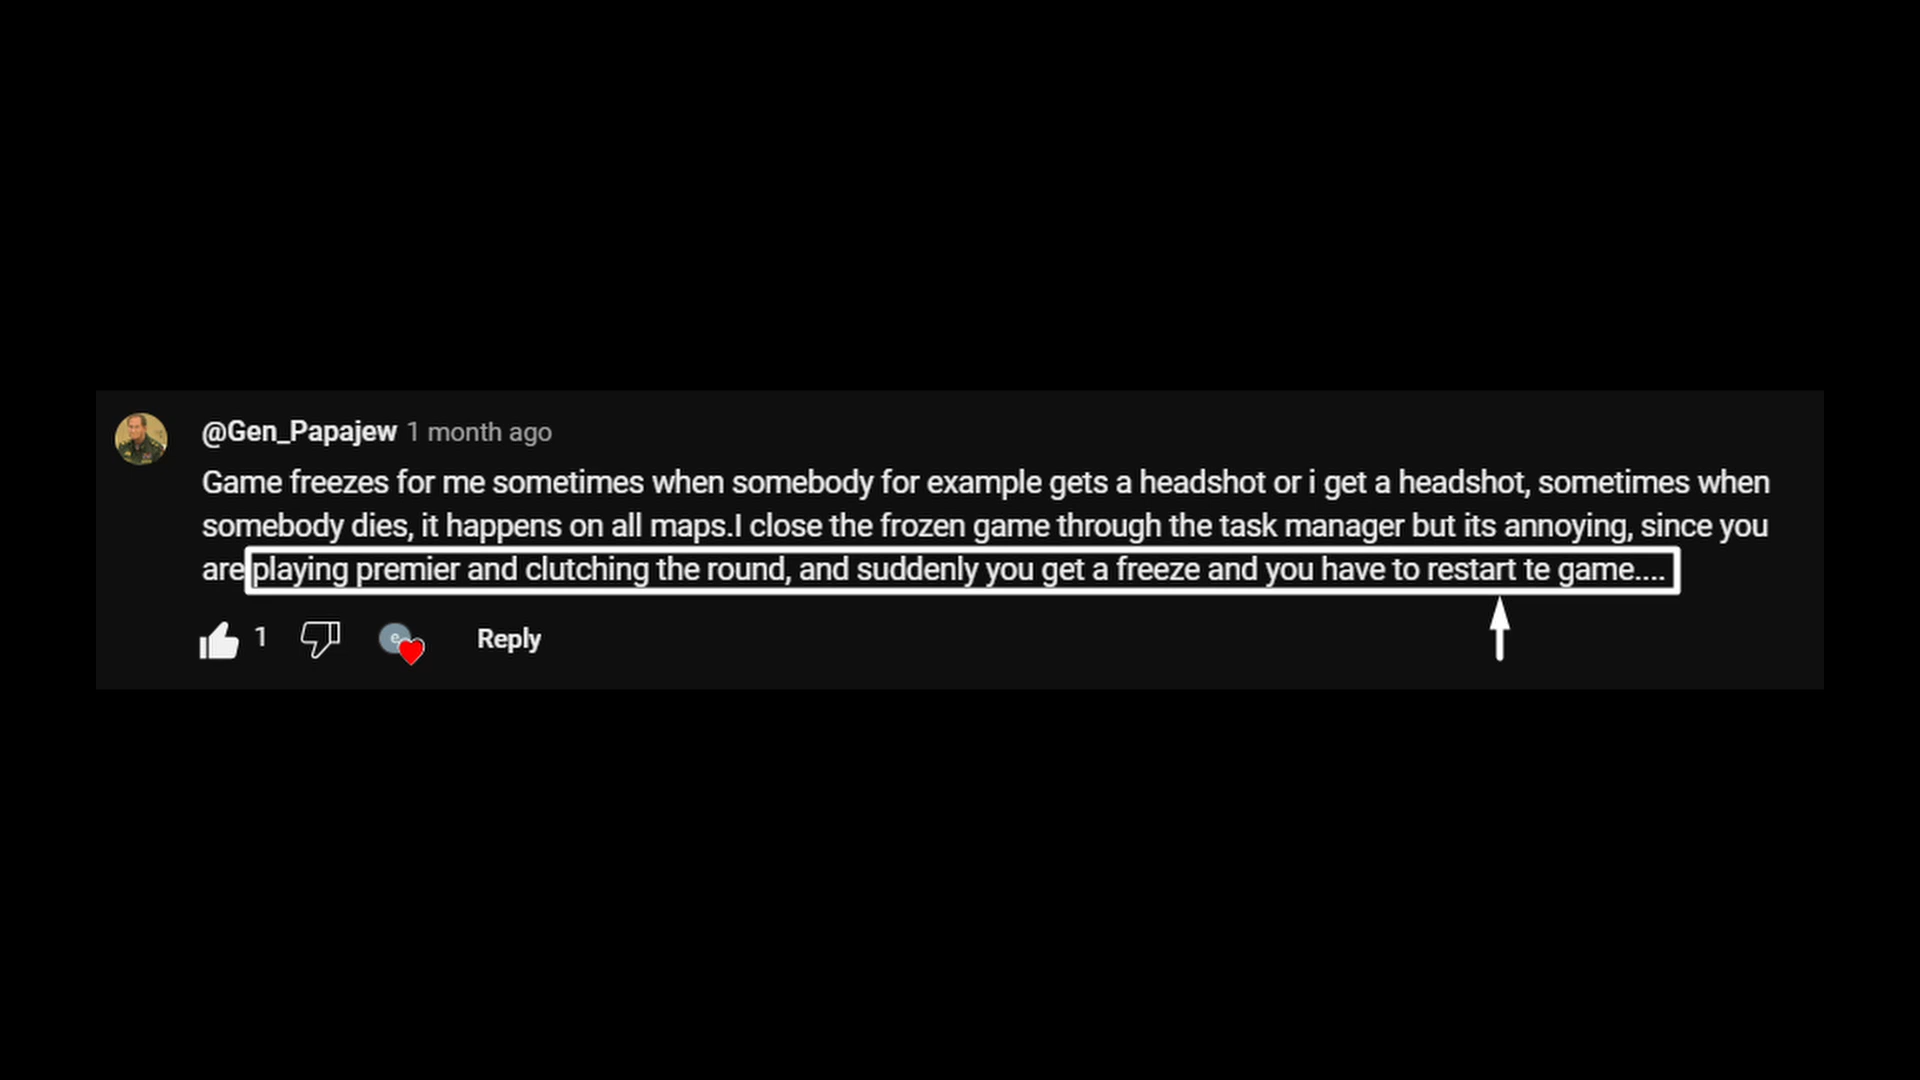 @Gen_Papajew 1 month ago
Game freezes for me sometimes when somebody for example gets a headshot or i get a headshot, sometimes when
somebody dies, it happens on all maps.I close the frozen game through the task manager but its annoying, since you
are playing premier and clutching the round, and suddenly you get a freeze and you have to restart te game....
1
e
Reply